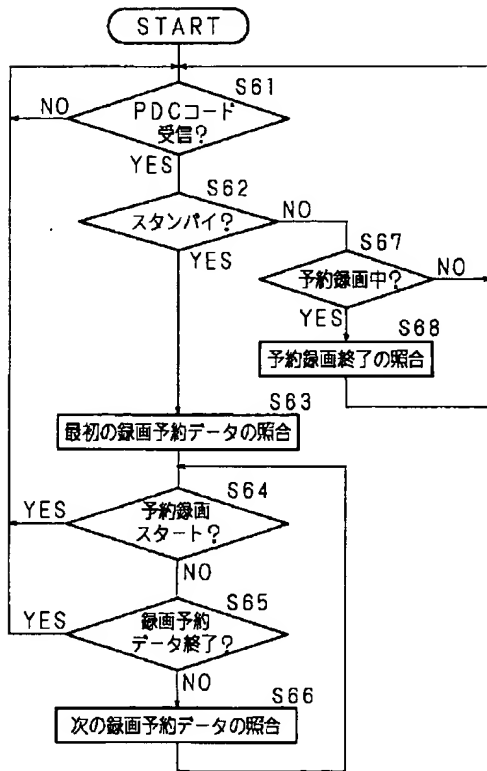 START
S61
NO
PDCコード
受信?
YES
S62
スタンバイ?
NO
YES
S67
予約録画中?
NO
YES
S68
予約録画終了の照合
S63
最初の録画予約データの照合
S64
YES
予約録画
スタート?
NO
S65
YES
録画予約
データ終了?
NO
S66
次の録画予約データの照合